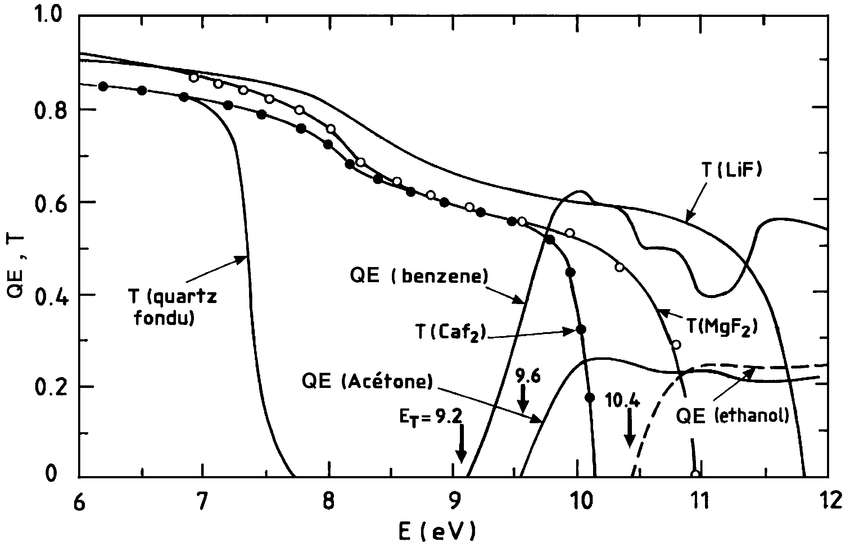 1.0
0.8
0.6
0.4
0.2
0
QE, T
T (LiF)
QE (benzene)
T (quartz
fondu)
T (Caf2)
T(MgF2)
QE (Acétone)
9.6
ET = 9.2
10.4
QE (ethanol)
6 7 8 9 10 11 12
E (eV)